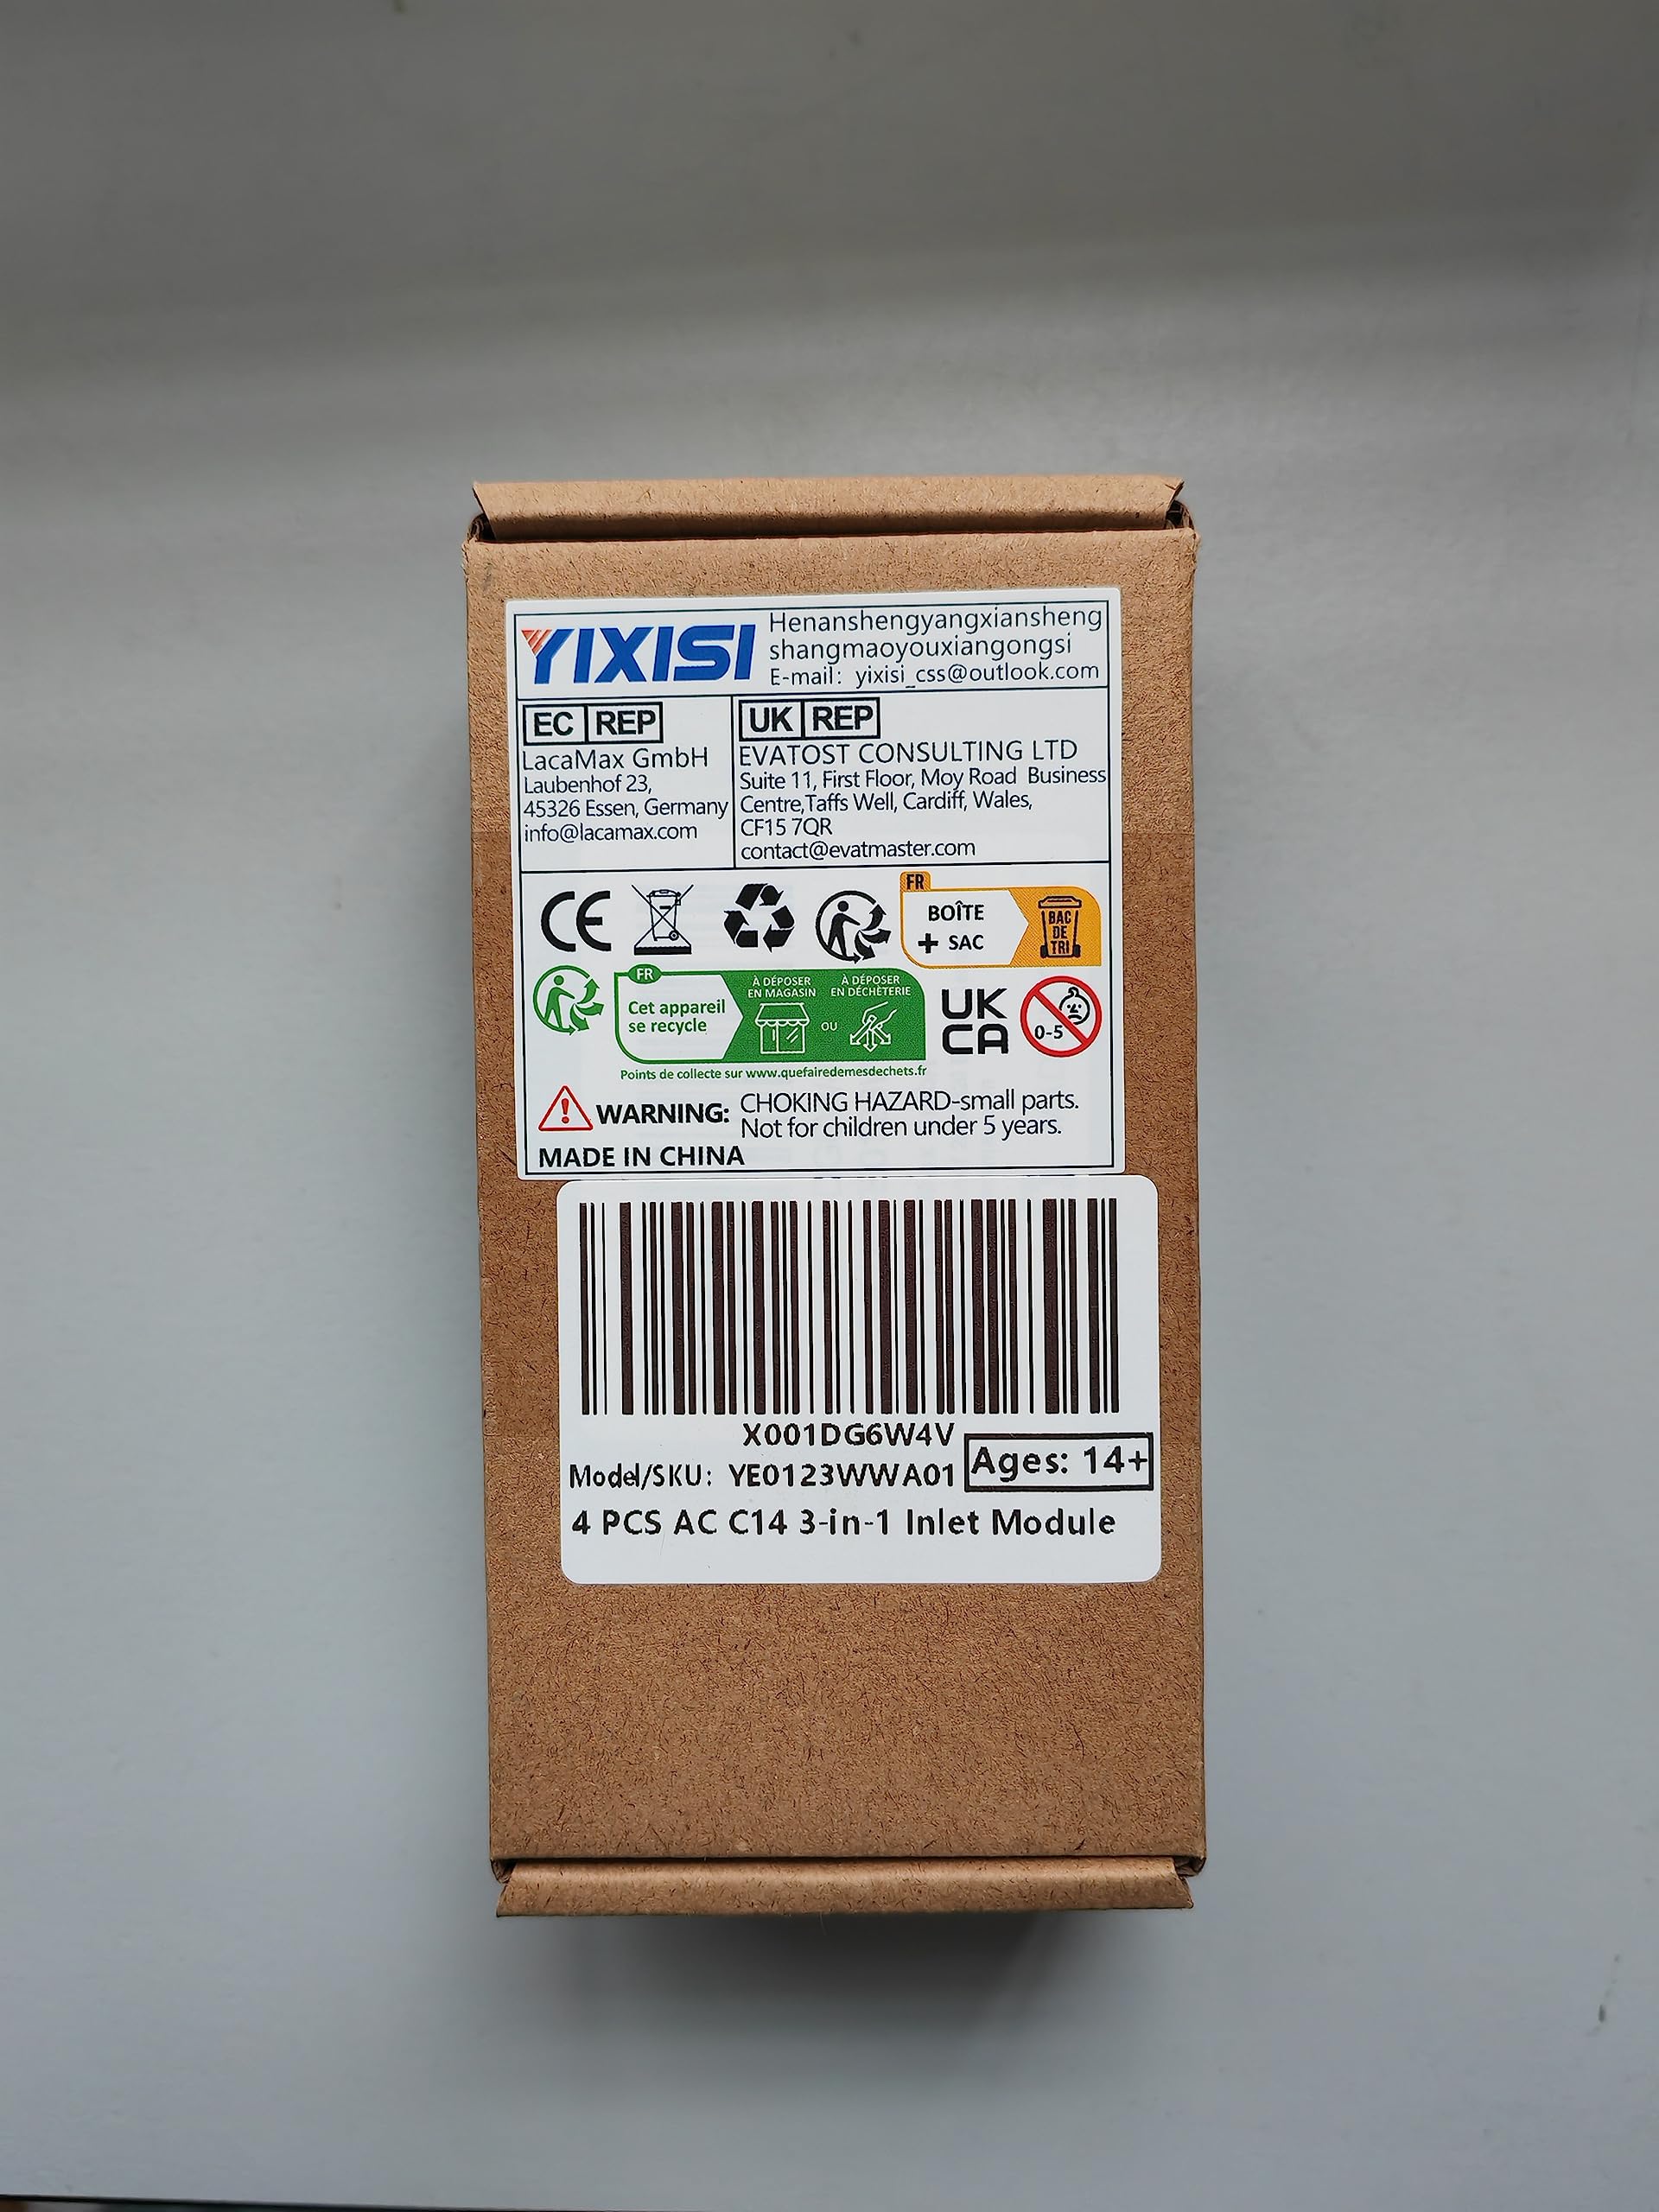 YIXISI
Henanshengyangxiansheng
shangmaoyouxiangongsi
E-mail: yixisi_css@outlook.com
EC REP
LacaMax GmbH
Laubenhof 23,
45326 Essen, Germany
info@lacamax.com
UK REP
EVATOST CONSULTING LTD
Suite 11, First Floor, Moy Road Business
Centre,Taffs Well, Cardiff, Wales,
CF15 7QR
contact@evatmaster.com
CE
FR
BOÎTE
+ SAC
BAC
DE
TRI
FR
Cet appareil
se recycle
À DÉPOSER
EN MAGASIN
OU
À DÉPOSER
EN DÉCHÈTERIE
Points de collecte sur www.quefairedemesdechets.fr
UK
CA
0-5
WARNING: CHOKING HAZARD-small parts.
Not for children under 5 years.
MADE IN CHINA
X001DG6W4V
Model/SKU: YE0123WWA01
Ages: 14+
4 PCS AC C14 3-in-1 Inlet Module